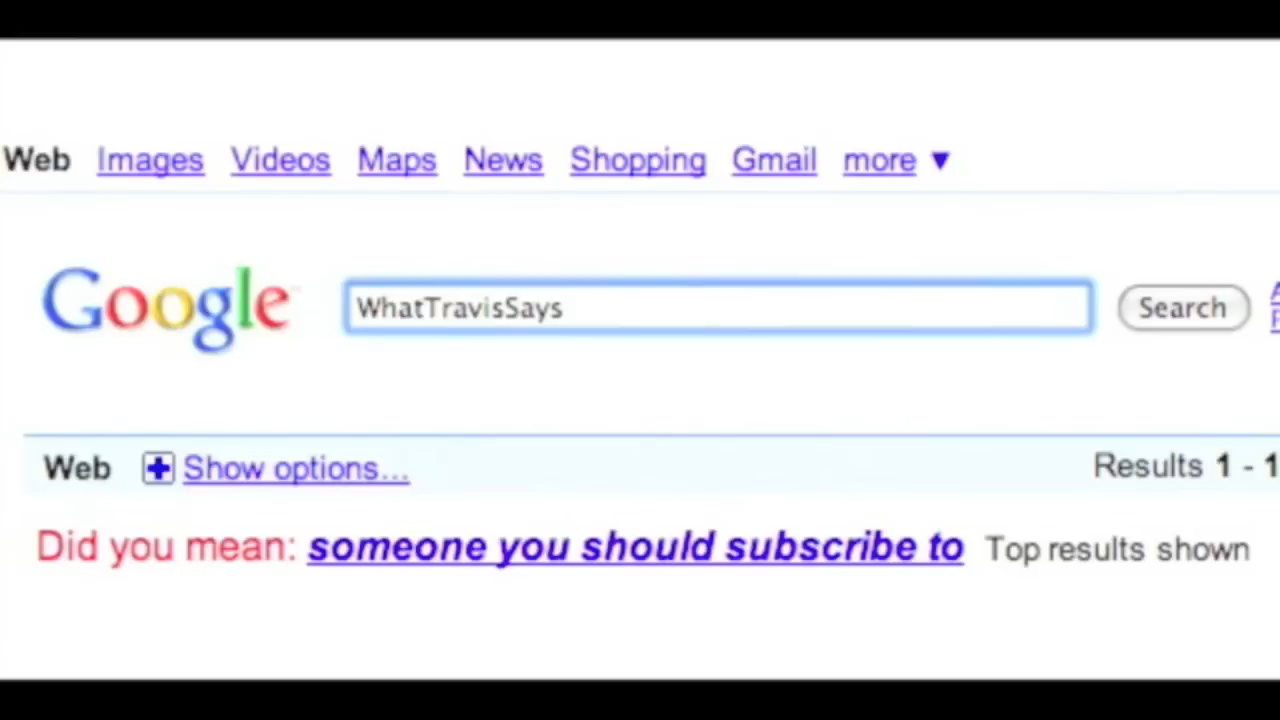 Web Images Videos Maps News Shopping Gmail more ▼
Google WhatTravisSays Search
Web Show options... Results 1 - 1
Did you mean: someone you should subscribe to Top results shown